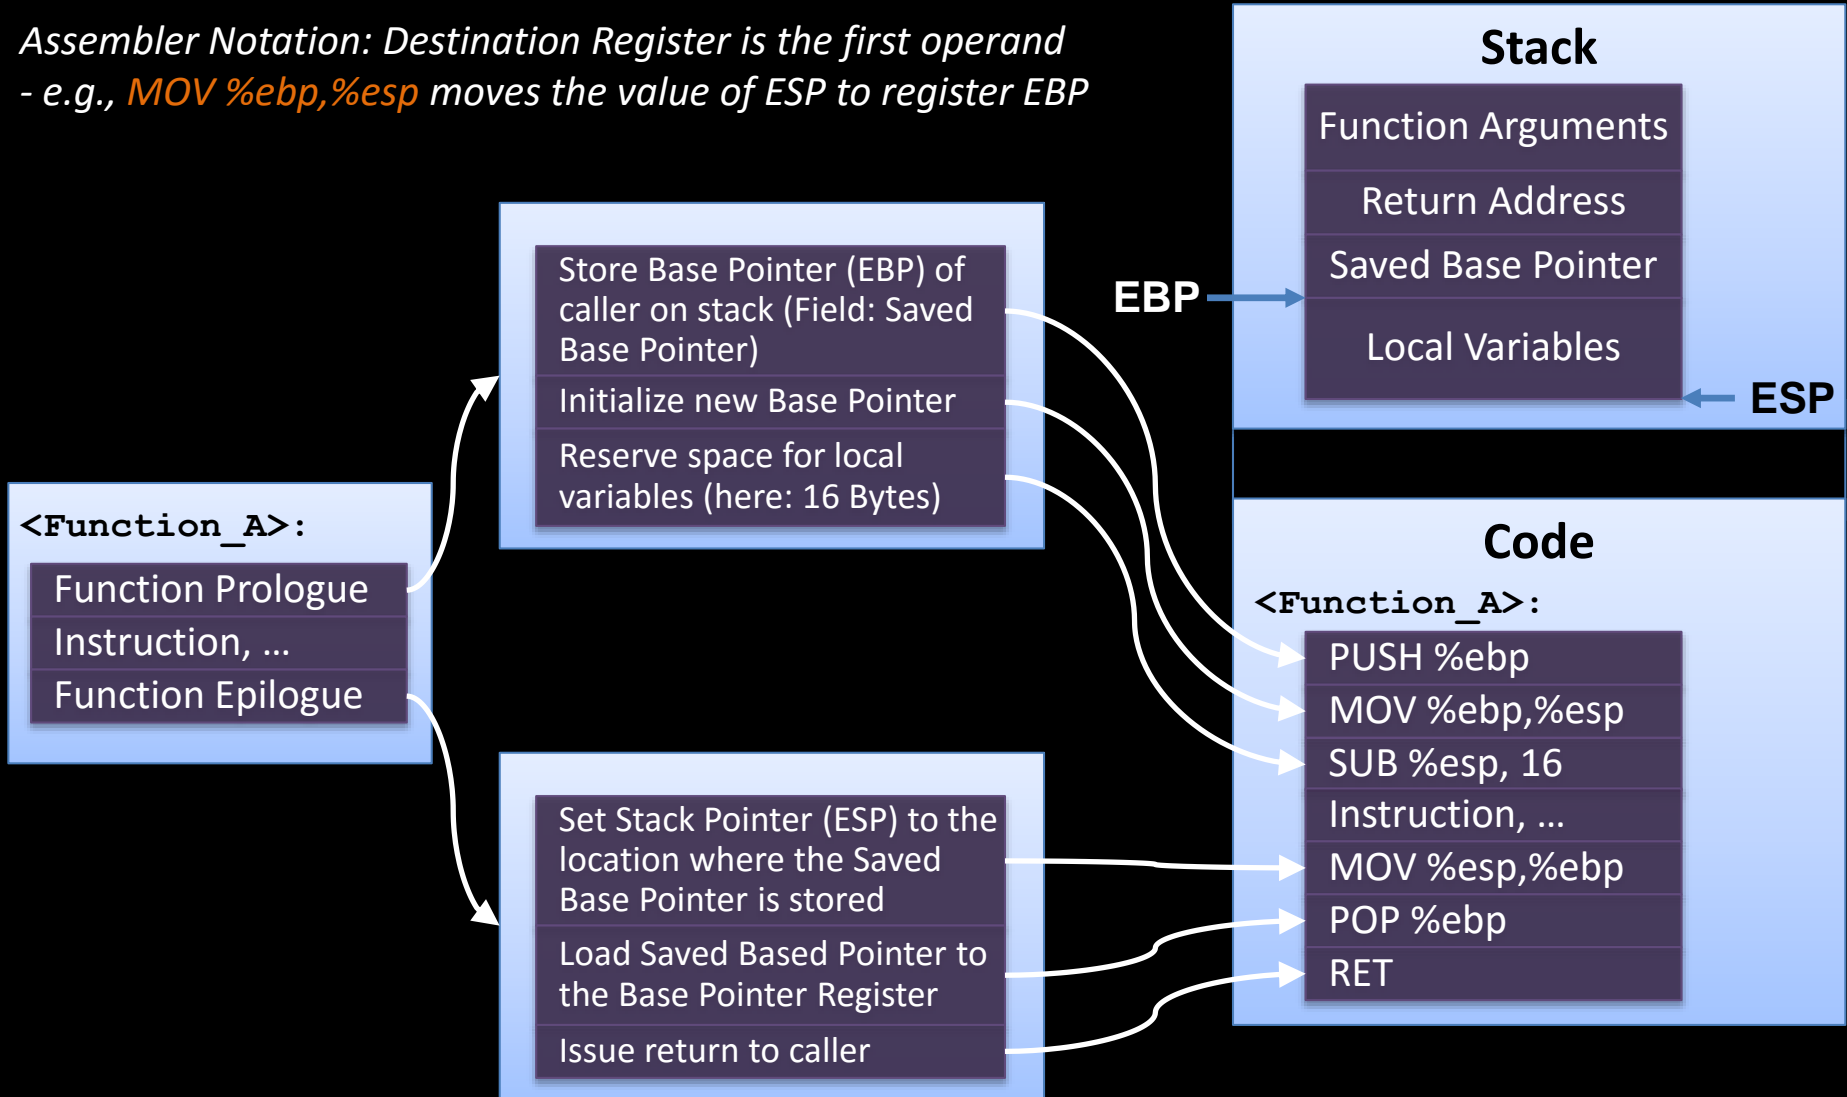 Assembler Notation: Destination Register is the first operand
- e.g., MOV %ebp,%esp moves the value of ESP to register EBP
<Function_A>:
Function Prologue
Instruction, ...
Function Epilogue
Store Base Pointer (EBP) of
caller on stack (Field: Saved
Base Pointer)
Initialize new Base Pointer
Reserve space for local
variables (here: 16 Bytes)
Set Stack Pointer (ESP) to the
location where the Saved
Base Pointer is stored
Load Saved Based Pointer to
the Base Pointer Register
Issue return to caller
Stack
Function Arguments
Return Address
Saved Base Pointer
EBP
Local Variables
ESP
Code
<Function_A>:
PUSH %ebp
MOV %ebp,%esp
SUB %esp, 16
Instruction, ...
MOV %esp,%ebp
POP %ebp
RET